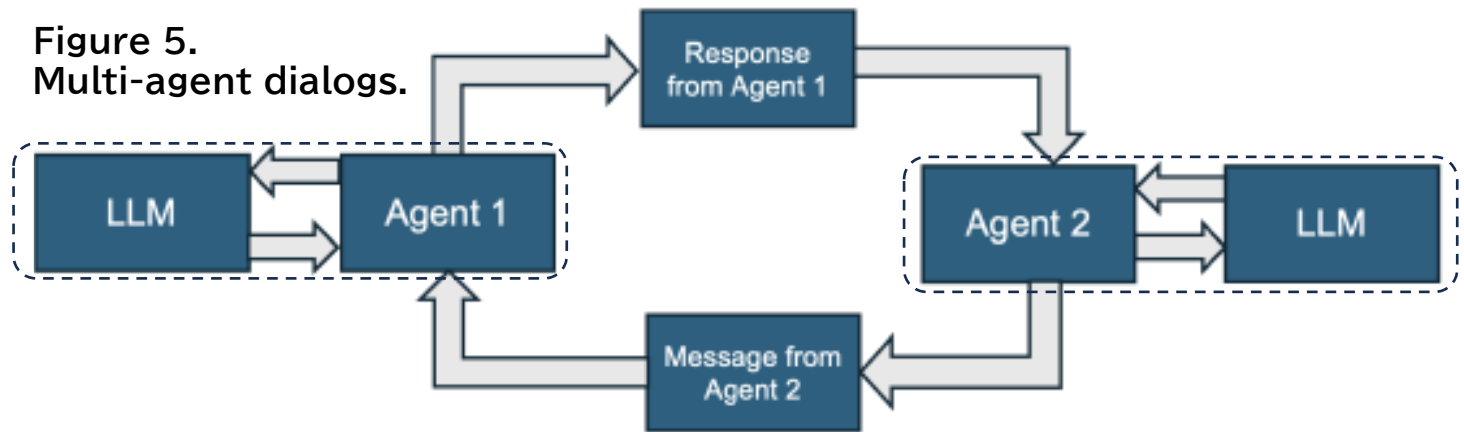 Figure 5.
Multi-agent dialogs.
Response
from Agent 1
LLM
Agent 1
Agent 2
LLM
Message from
Agent 2